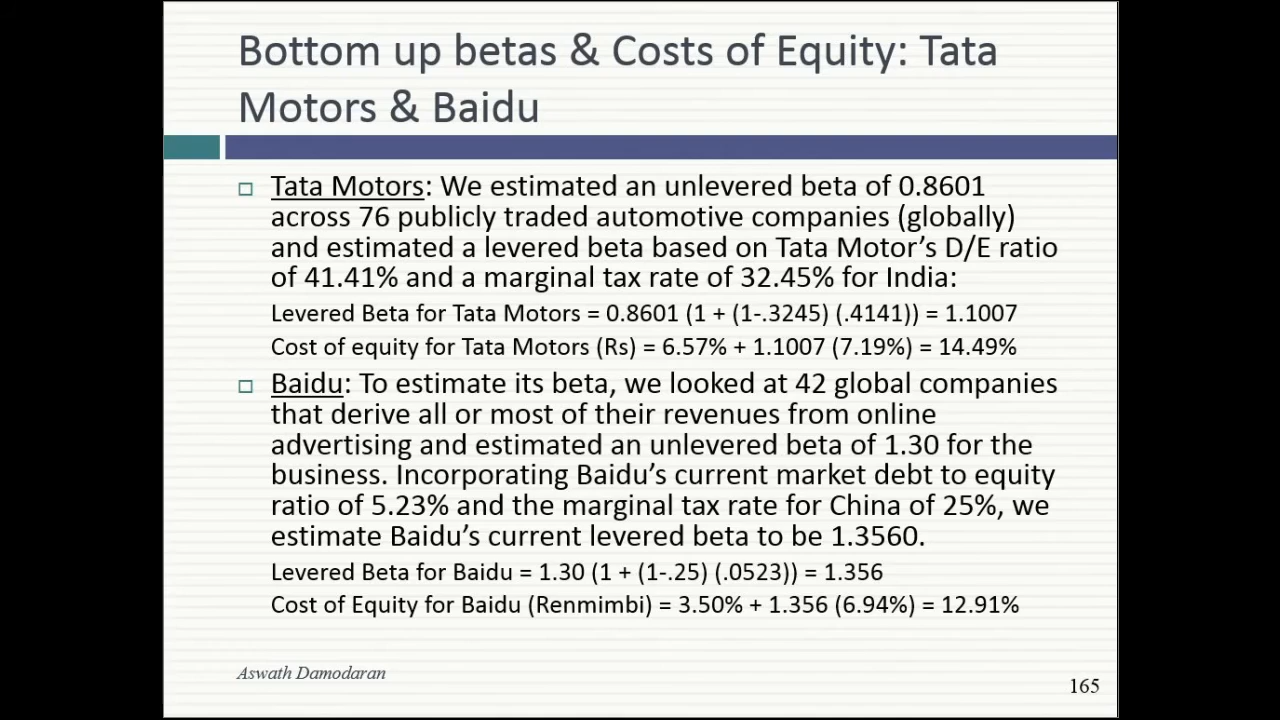 Bottom up betas & Costs of Equity: Tata
Motors & Baidu
Tata Motors: We estimated an unlevered beta of 0.8601
across 76 publicly traded automotive companies (globally)
and estimated a levered beta based on Tata Motor’s D/E ratio
of 41.41% and a marginal tax rate of 32.45% for India:
Levered Beta for Tata Motors = 0.8601 (1 + (1-.3245) (.4141)) = 1.1007
Cost of equity for Tata Motors (Rs) = 6.57% + 1.1007 (7.19%) = 14.49%
Baidu: To estimate its beta, we looked at 42 global companies
that derive all or most of their revenues from online
advertising and estimated an unlevered beta of 1.30 for the
business. Incorporating Baidu’s current market debt to equity
ratio of 5.23% and the marginal tax rate for China of 25%, we
estimate Baidu’s current levered beta to be 1.3560.
Levered Beta for Baidu = 1.30 (1 + (1-.25) (.0523)) = 1.356
Cost of Equity for Baidu (Renmimbi) = 3.50% + 1.356 (6.94%) = 12.91%
Aswath Damodaran
165